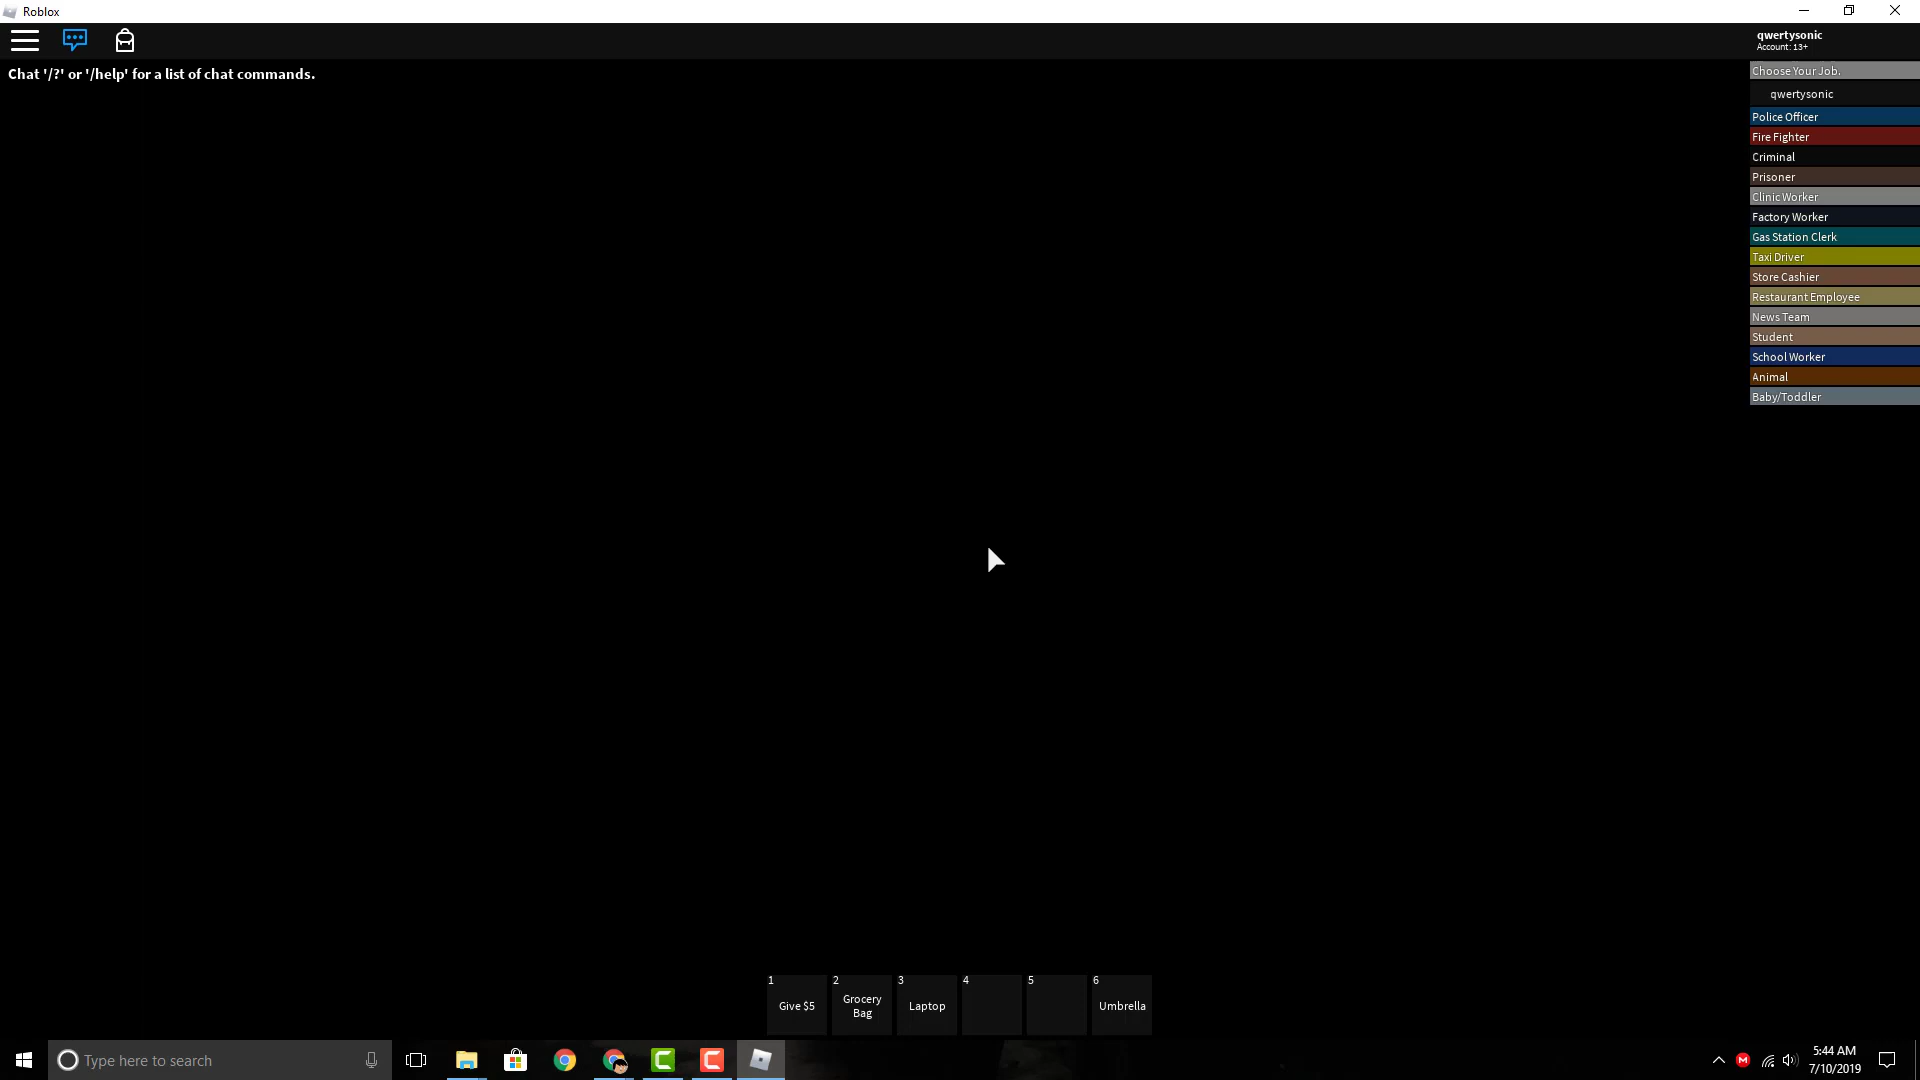 Roblox
qwertysonic
Account: 13+
Chat '/?' or '/help' for a list of chat commands.
Choose Your Job.
qwertysonic
Police Officer
Fire Fighter
Criminal
Prisoner
Clinic Worker
Factory Worker
Gas Station Clerk
Taxi Driver
Store Cashier
Restaurant Employee
News Team
Student
School Worker
Animal
Baby/Toddler
1
Give $5
2
Grocery
Bag
3
Laptop
4
5
6
Umbrella
Type here to search
5:44 AM
7/10/2019